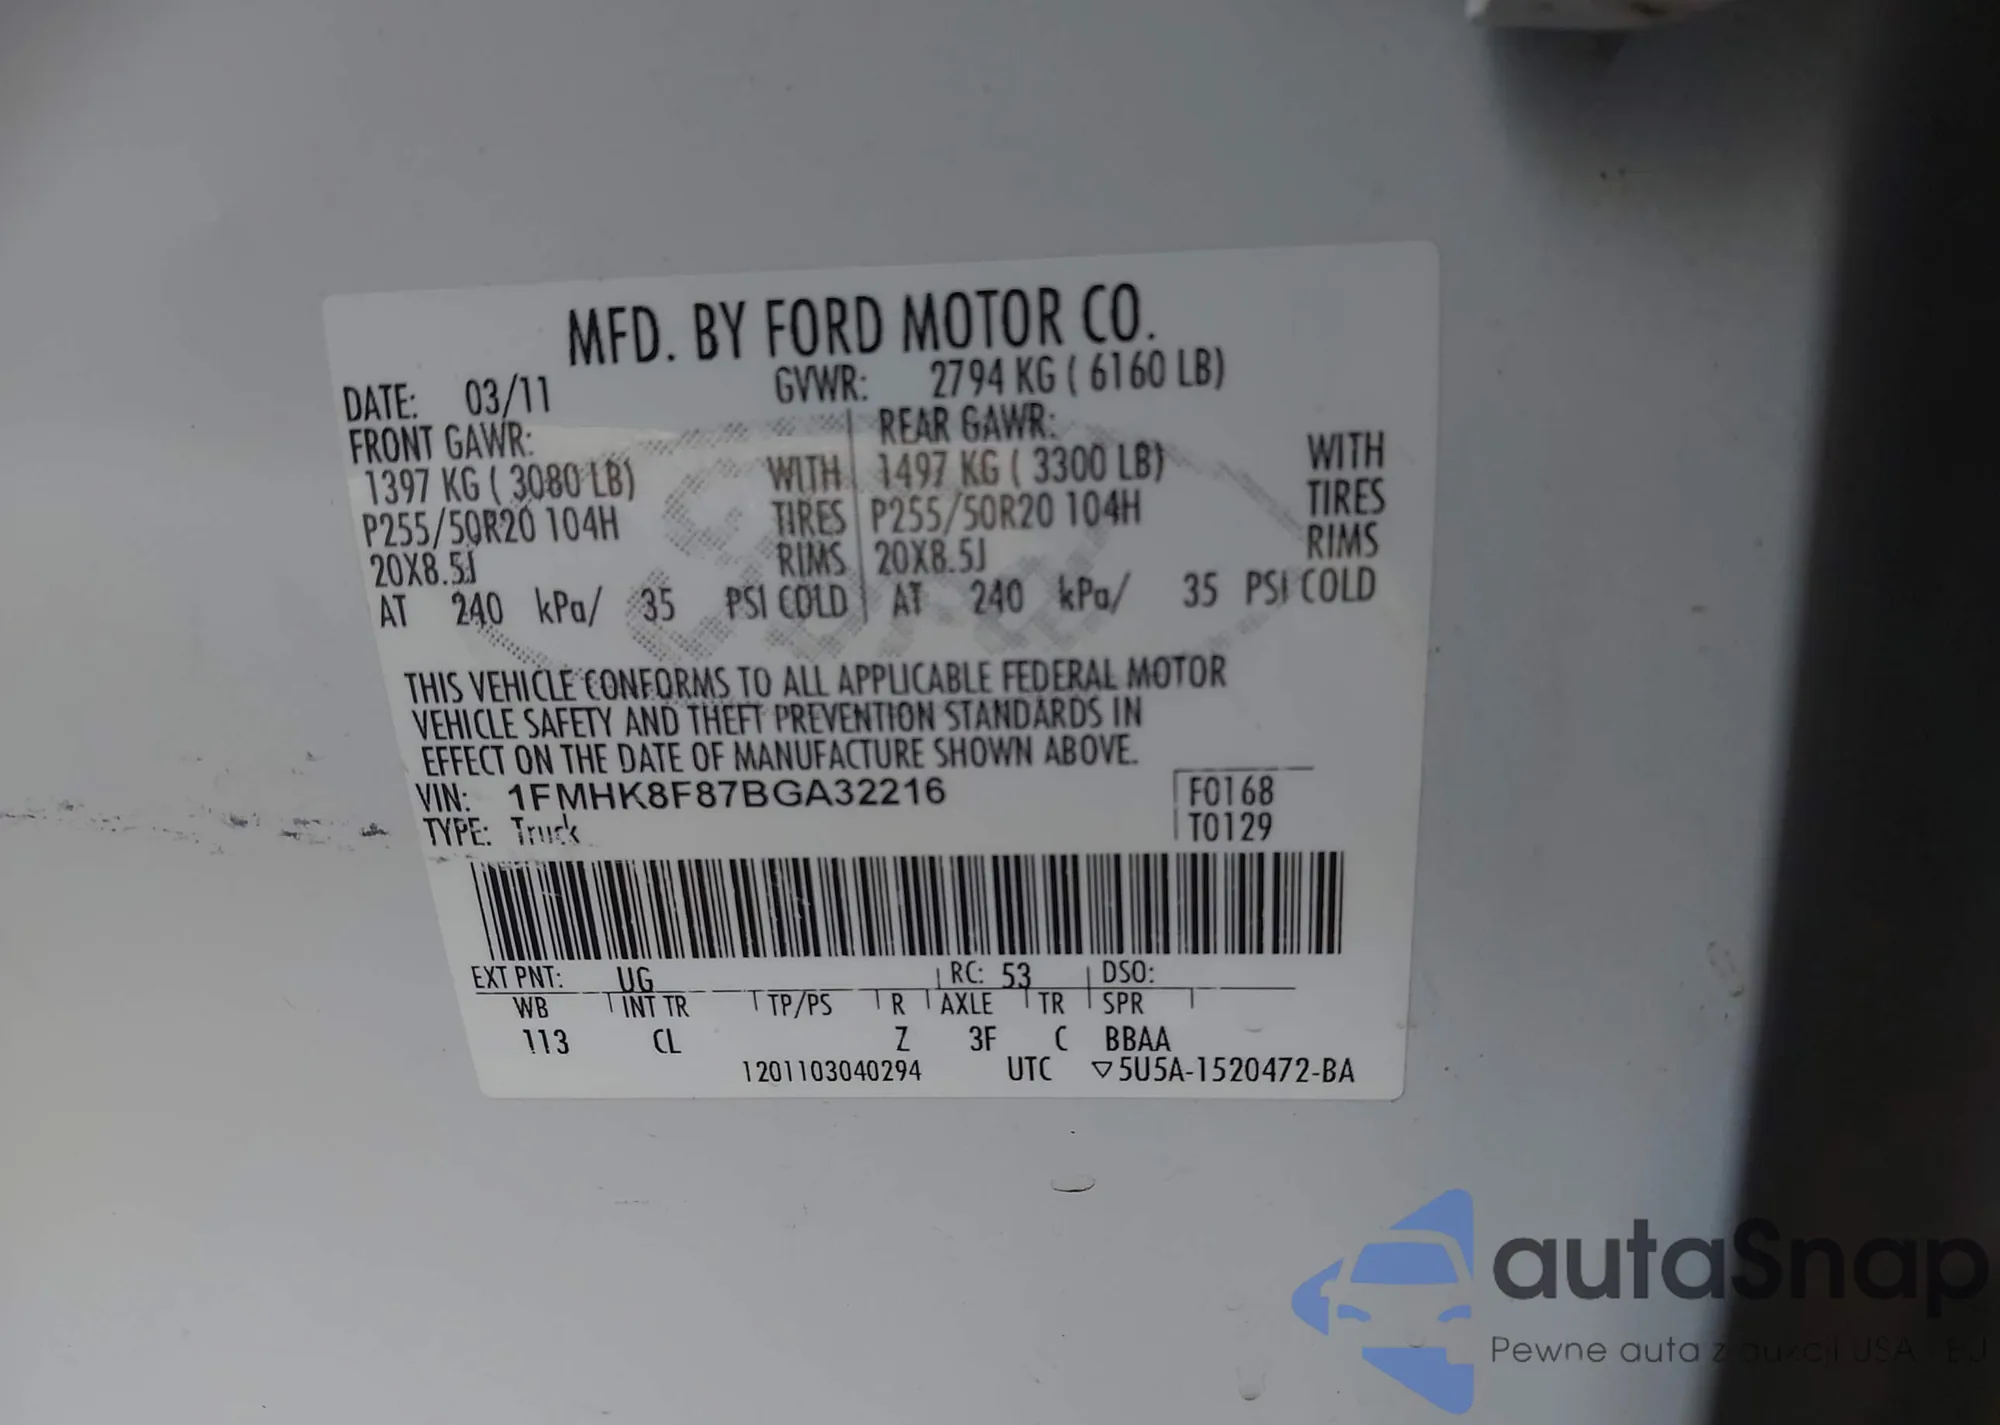 MFD. BY FORD MOTOR CO.
DATE: 03/11 GVWR: 2794 KG ( 6160 LB)
FRONT GAWR: REAR GAWR:
1397 KG ( 3080 LB) WITH 1497 KG ( 3300 LB) WITH
P255/50R20 104H TIRES P255/50R20 104H TIRES
20X8.5J RIMS 20X8.5J RIMS
AT 240 kPa/ 35 PSI COLD AT 240 kPa/ 35 PSI COLD
THIS VEHICLE CONFORMS TO ALL APPLICABLE FEDERAL MOTOR
VEHICLE SAFETY AND THEFT PREVENTION STANDARDS IN
EFFECT ON THE DATE OF MANUFACTURE SHOWN ABOVE.
VIN: 1FMHK8F87BGA32216 F0168
TYPE: Truck T0129
EXT PNT: UG RC: 53 DSO:
WB INT TR TP/PS R AXLE TR SPR
113 CL Z 3F C BBAA
1201103040294 UTC ▽5U5A-1520472-BA
autaSnap
Pewne auta z aukcji USA